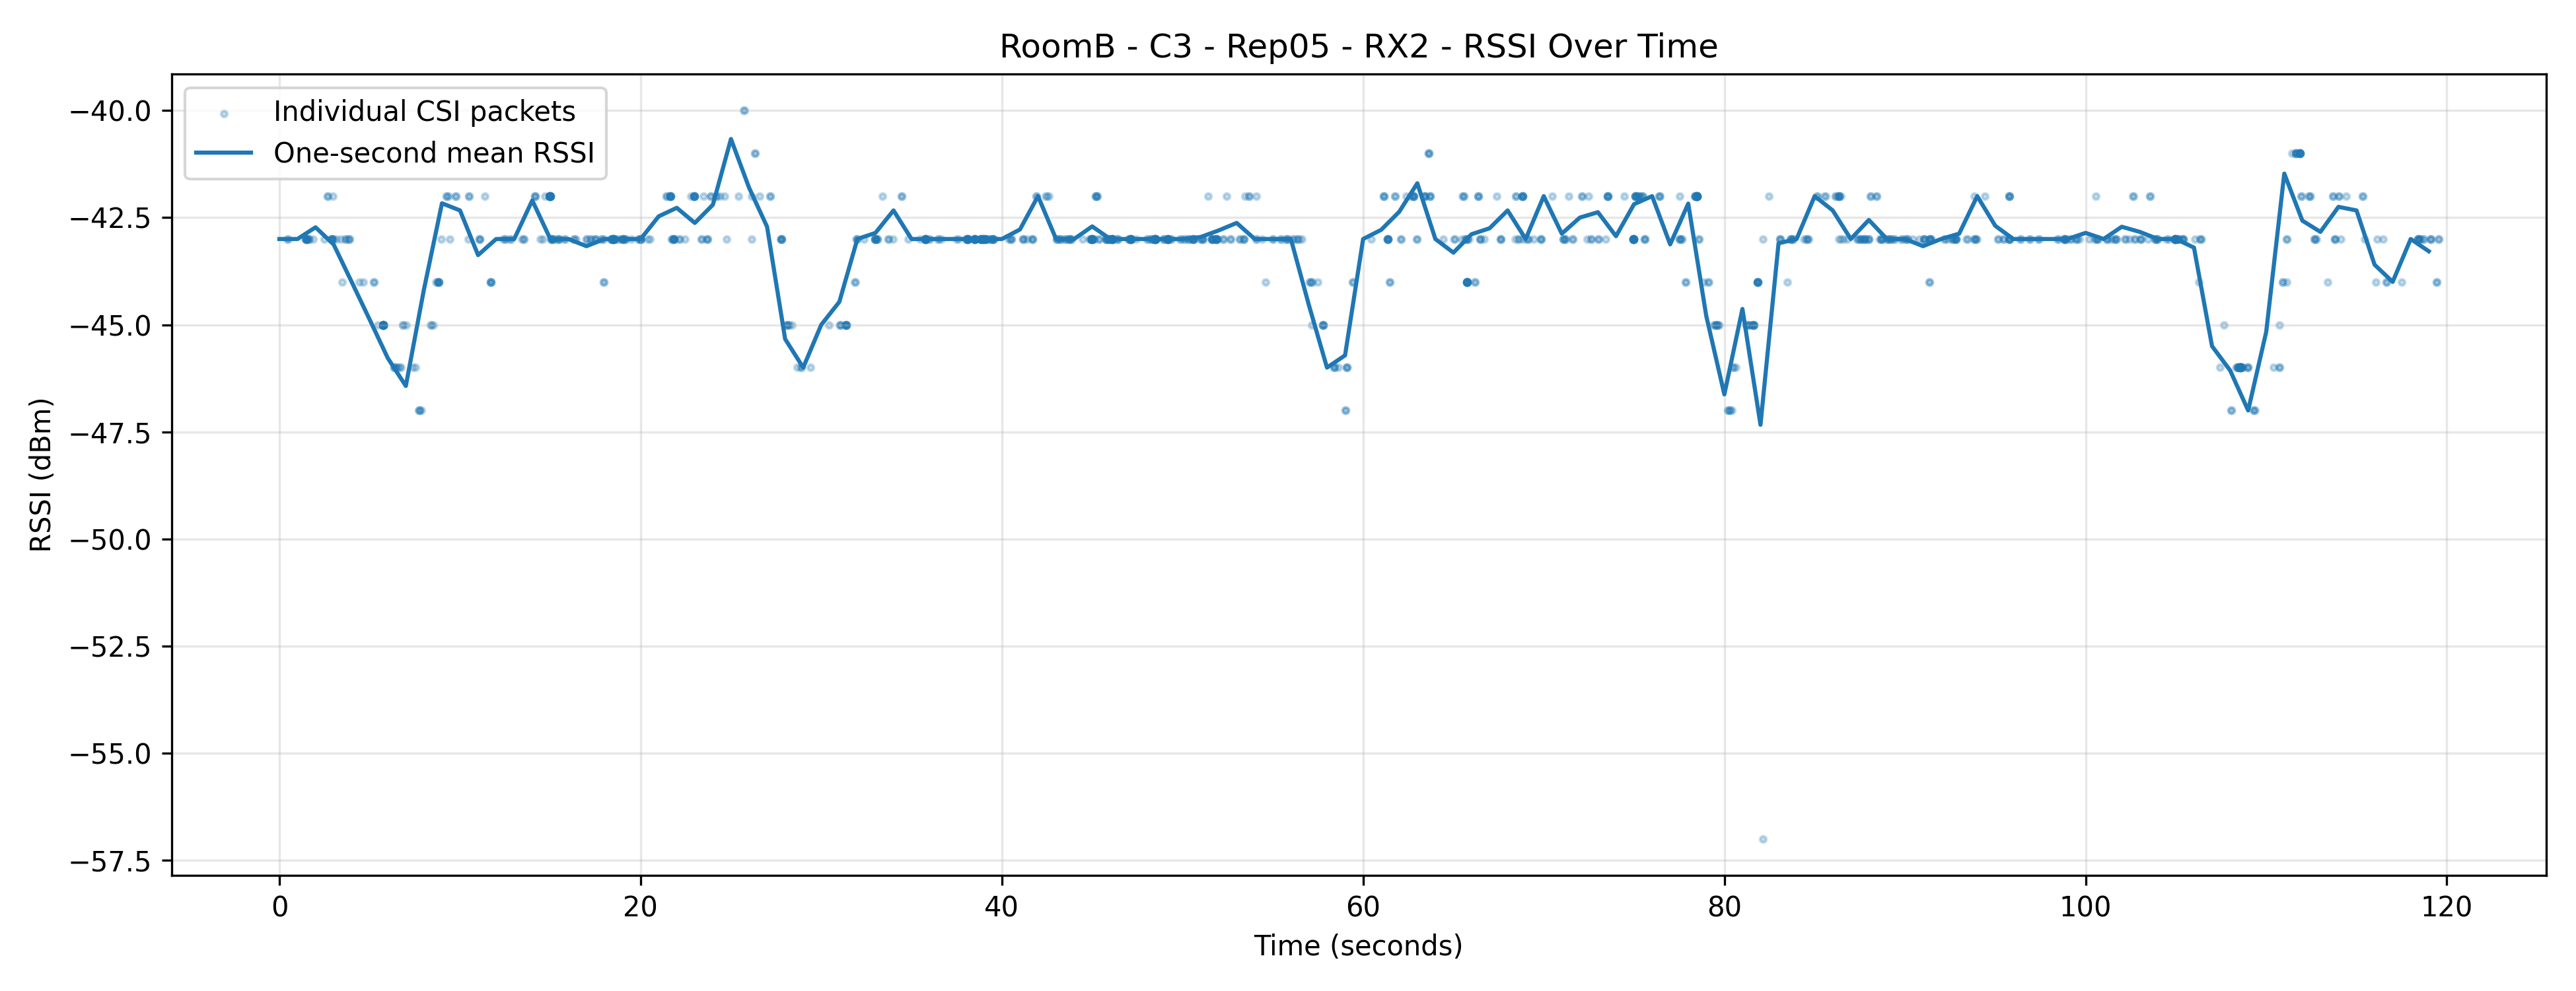 RoomB - C3 - Rep05 - RX2 - RSSI Over Time
Individual CSI packets
One-second mean RSSI
RSSI (dBm)
−40.0
−42.5
−45.0
−47.5
−50.0
−52.5
−55.0
−57.5
0 20 40 60 80 100 120
Time (seconds)